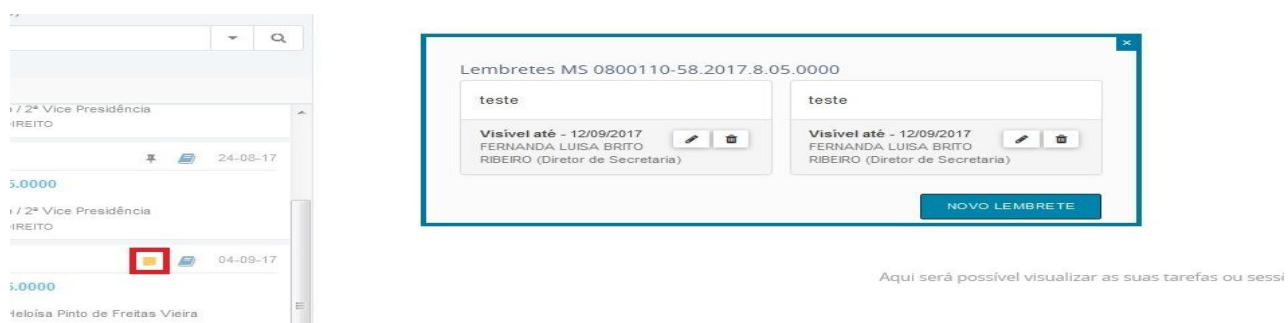 / 2ª Vice Presidência
IREITO
24-08-17
5.0000
/ 2ª Vice Presidência
IREITO
04-09-17
5.0000
Heloísa Pinto de Freitas Vieira
Lembretes MS 0800110-58.2017.8.05.0000
teste
Visível até - 12/09/2017
FERNANDA LUISA BRITO
RIBEIRO (Diretor de Secretaria)
teste
Visível até - 12/09/2017
FERNANDA LUISA BRITO
RIBEIRO (Diretor de Secretaria)
NOVO LEMBRETE
Aqui será possível visualizar as suas tarefas ou sess